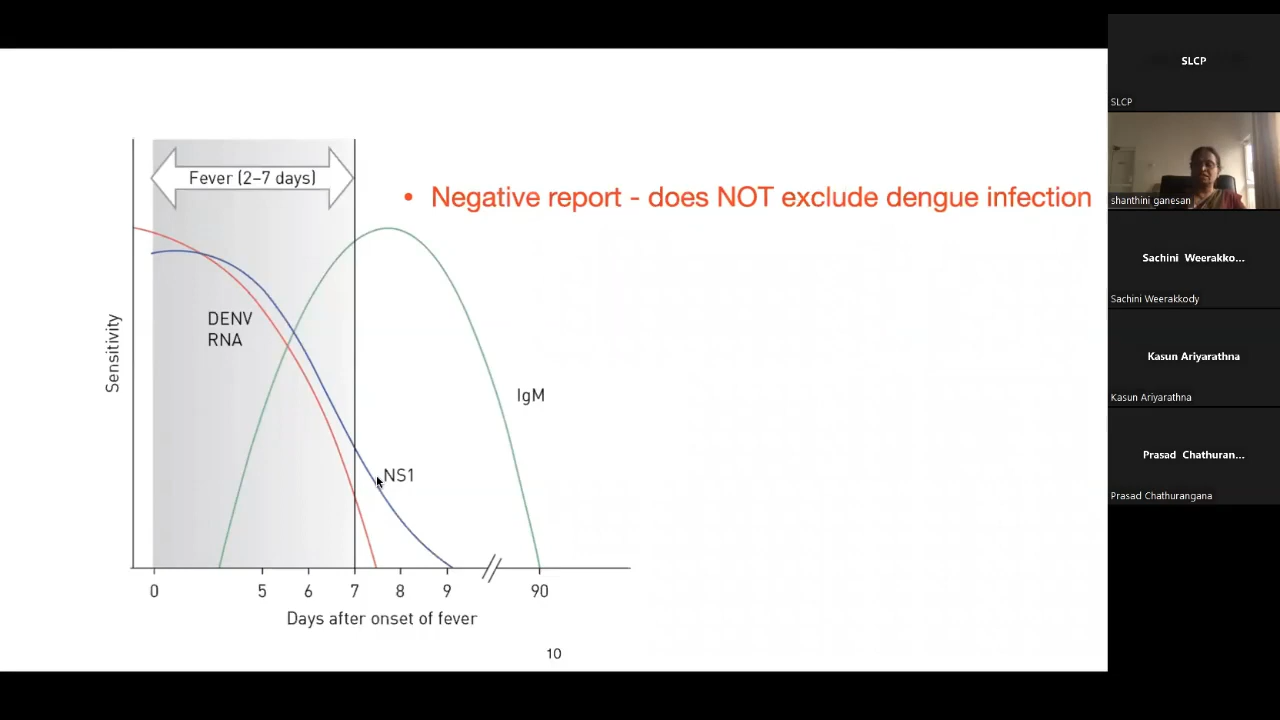 Fever (2–7 days)
• Negative report - does NOT exclude dengue infection
DENV
RNA
Sensitivity
IgM
NS1
0 5 6 7 8 9 90
Days after onset of fever
10
SLCP
SLCP
shanthini ganesan
Sachini Weerakko...
Sachini Weerakkody
Kasun Ariyarathna
Kasun Ariyarathna
Prasad Chathuran...
Prasad Chathurangana